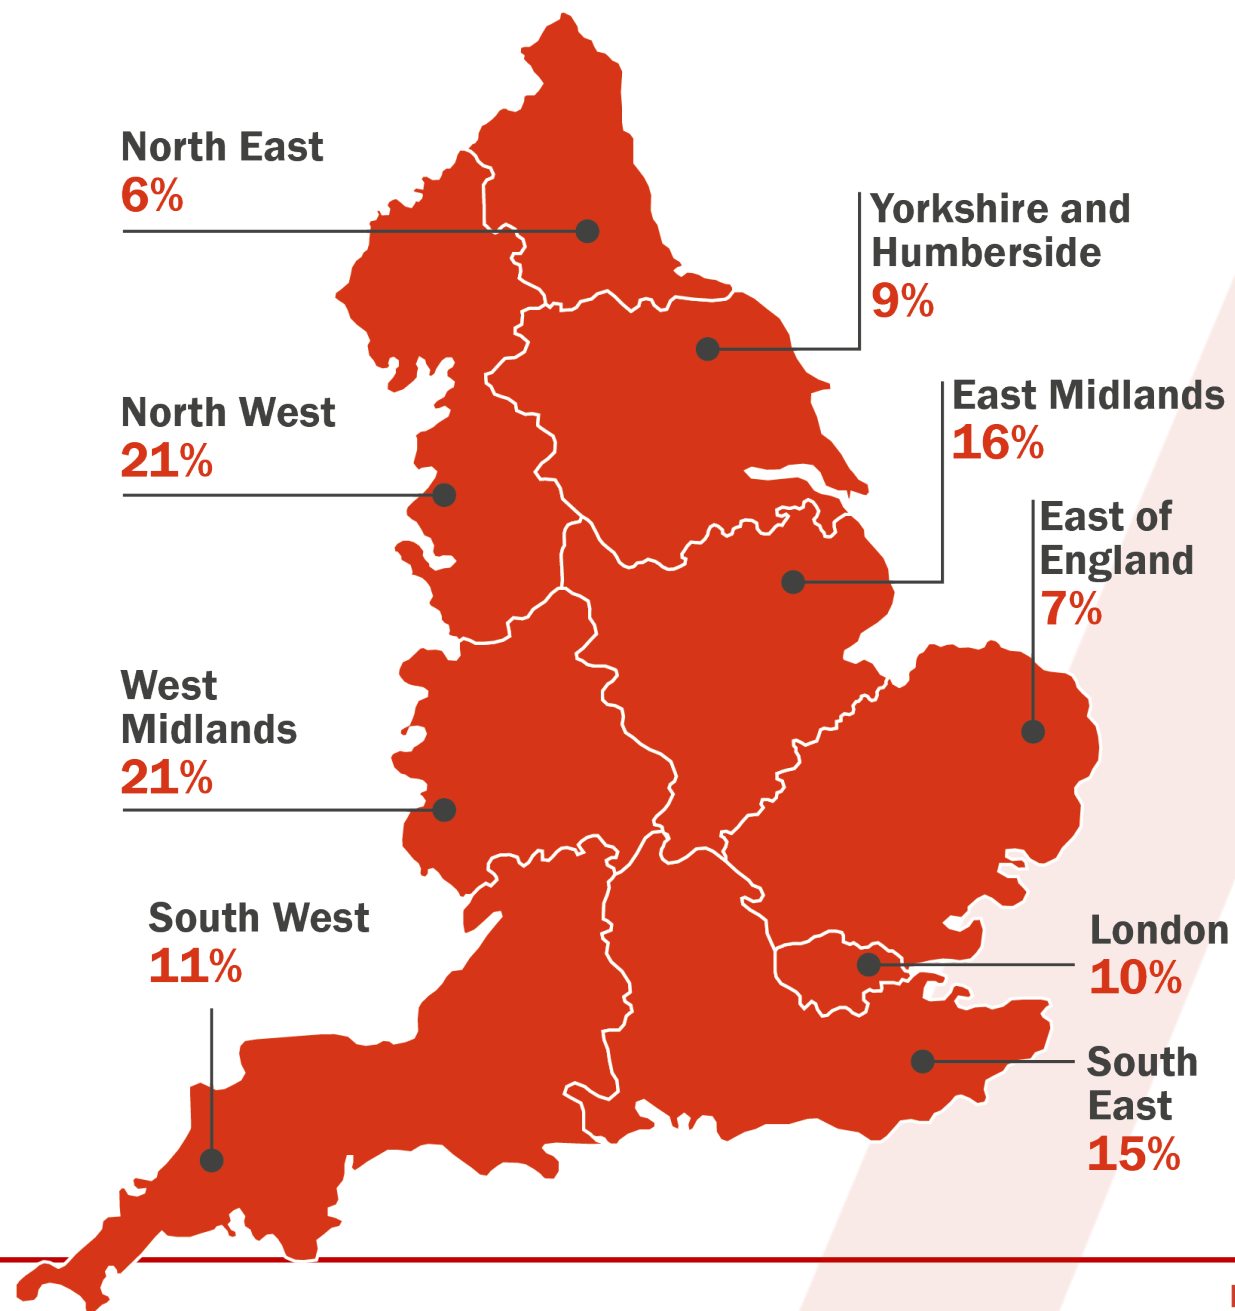 North East
6%
Yorkshire and
Humberside
9%
East Midlands
16%
North West
21%
East of
England
7%
West
Midlands
21%
South West
11%
London
10%
South
East
15%